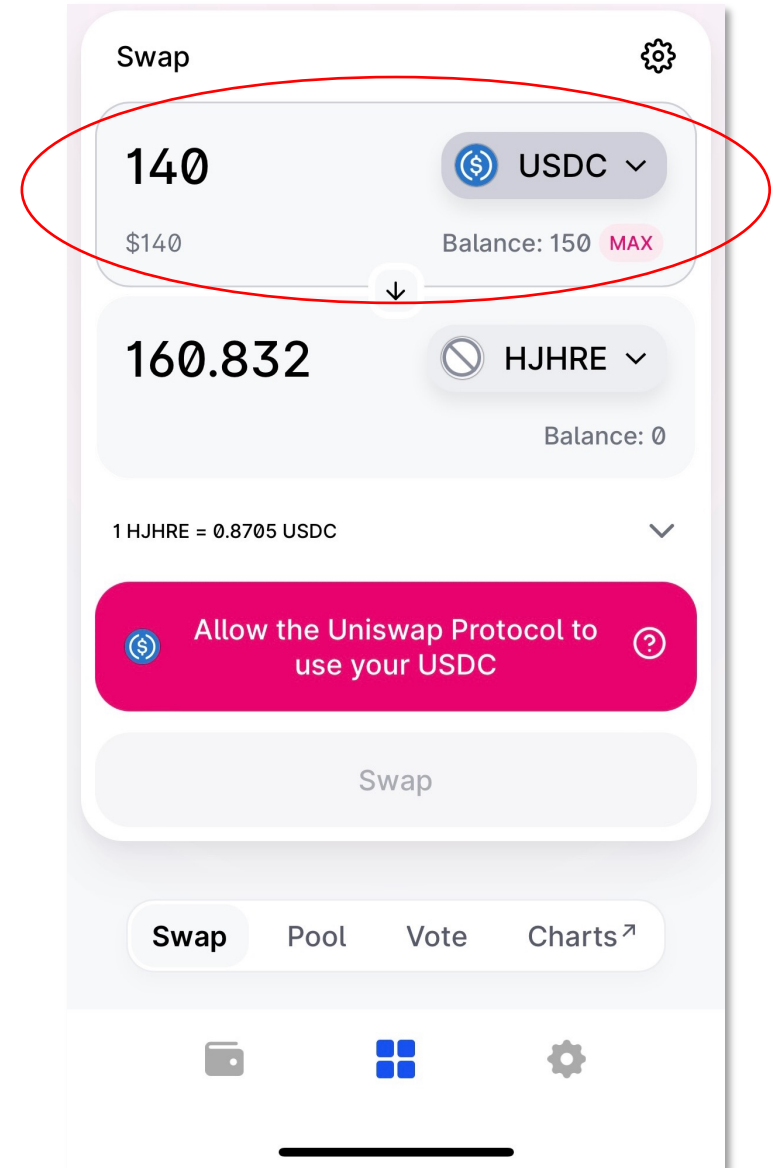 Swap
140
USDC
$140
Balance: 150 MAX
160.832
HJHRE
Balance: 0
1 HJHRE = 0.8705 USDC
Allow the Uniswap Protocol to
use your USDC
Swap
Swap Pool Vote Charts↗